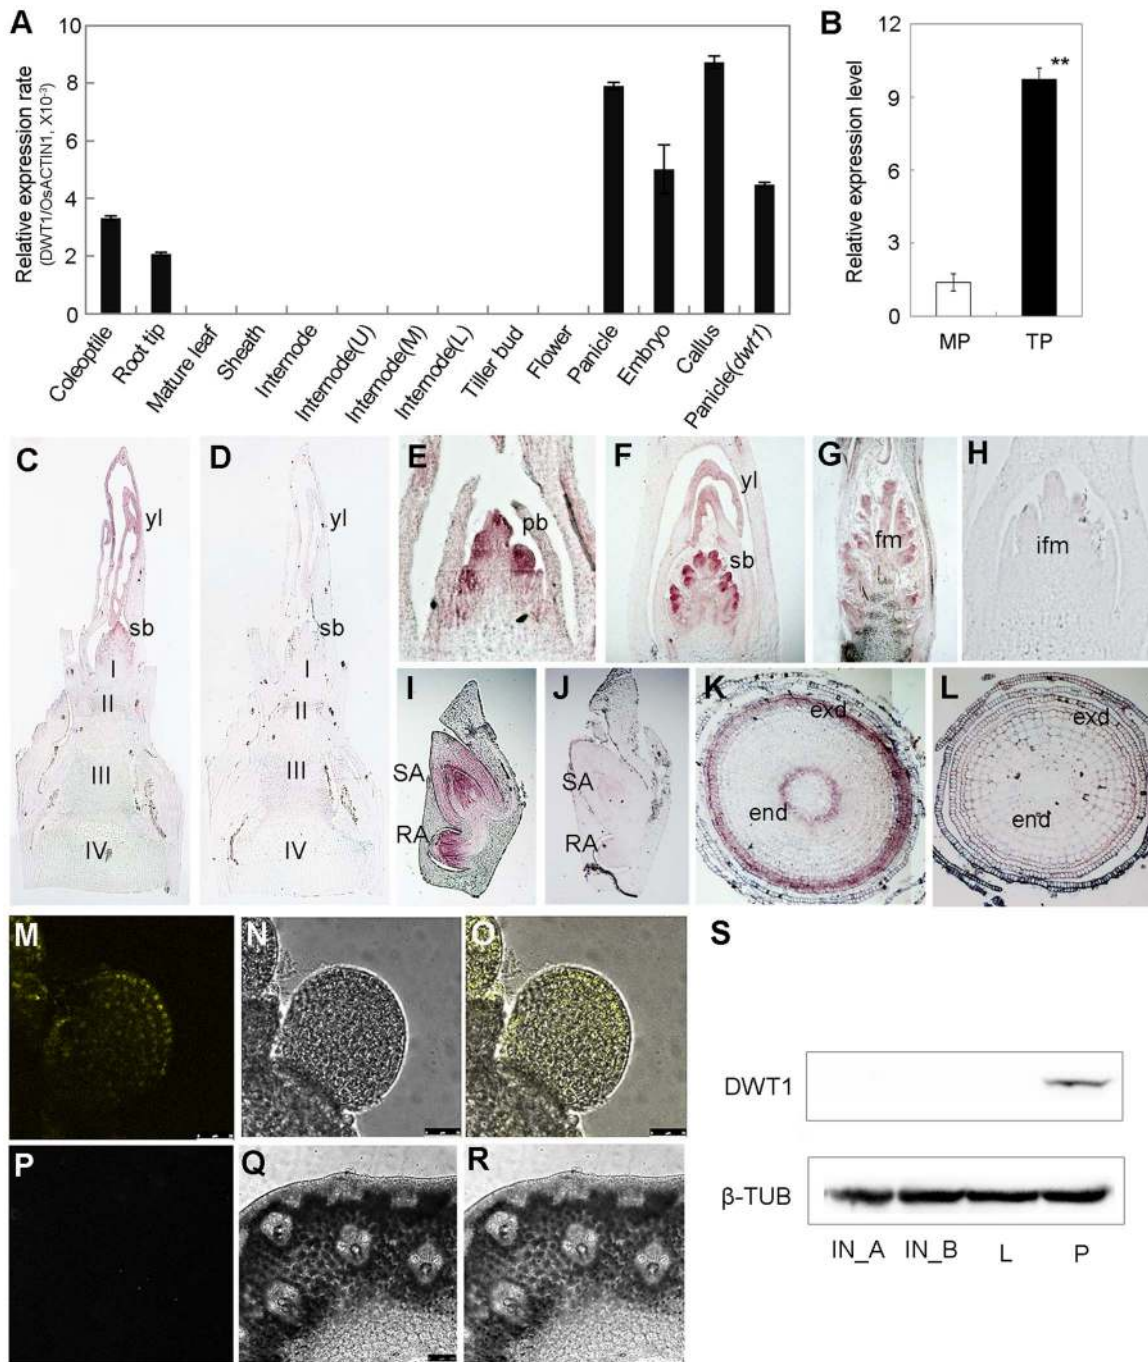 A
Relative expression rate
(DWT1/OsACTIN1, X10⁻³)
10
8
6
4
2
0
Coleoptile
Root tip
Mature leaf
Sheath
Internode
Internode(U)
Internode(M)
Internode(L)
Tiller bud
Flower
Panicle
Embryo
Callus
Panicle(dwt1)
B
Relative expression level
12
9
6
3
0
**
MP
TP
C
yl
sb
I
II
III
IV
D
yl
sb
I
II
III
IV
E
pb
F
yl
sb
G
fm
H
ifm
I
SA
RA
J
SA
RA
K
exd
end
L
exd
end
M
N
O
P
Q
R
S
DWT1
β-TUB
IN_A IN_B L P